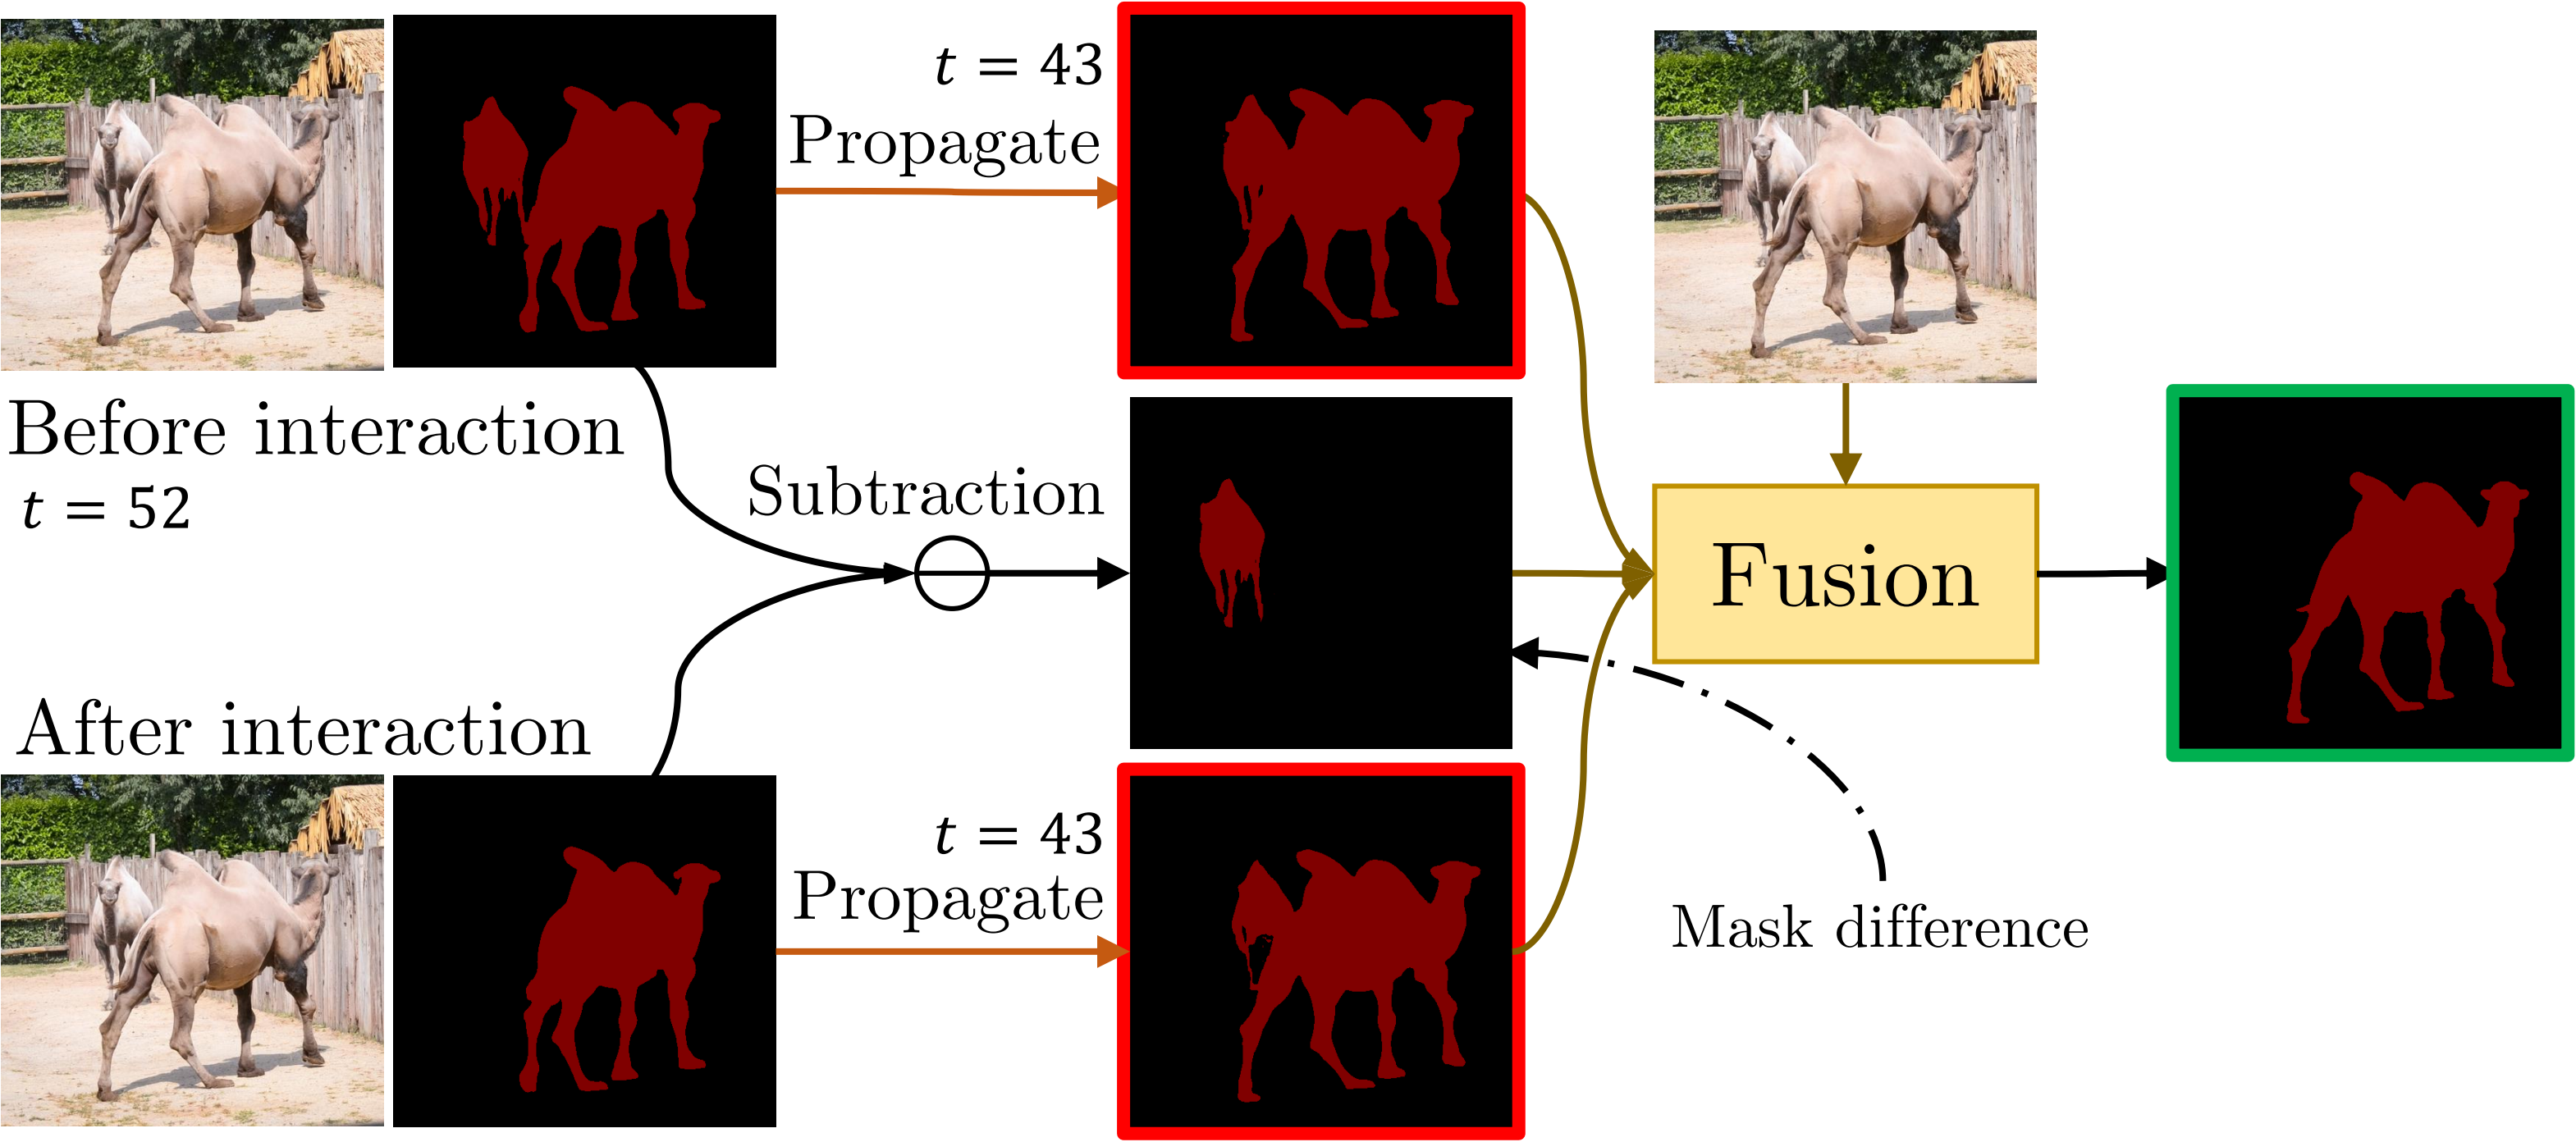 t = 43
Propagate
Before interaction
t = 52
Subtraction
Fusion
After interaction
t = 43
Propagate
Mask difference